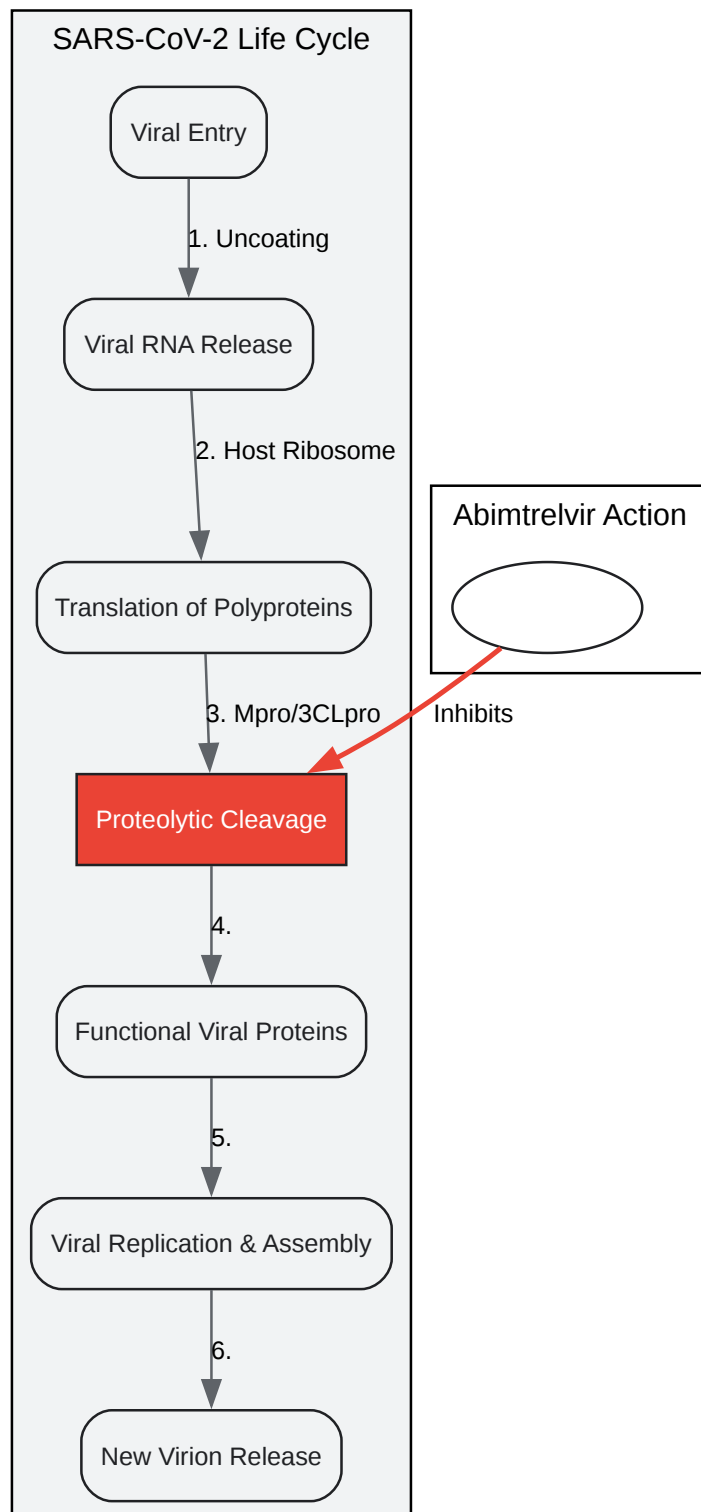 SARS-CoV-2 Life Cycle
Viral Entry
1. Uncoating
Viral RNA Release
2. Host Ribosome
Translation of Polyproteins
Abimtrelvir Action
3. Mpro/3CLpro
Inhibits
Proteolytic Cleavage
4.
Functional Viral Proteins
5.
Viral Replication & Assembly
6.
New Virion Release